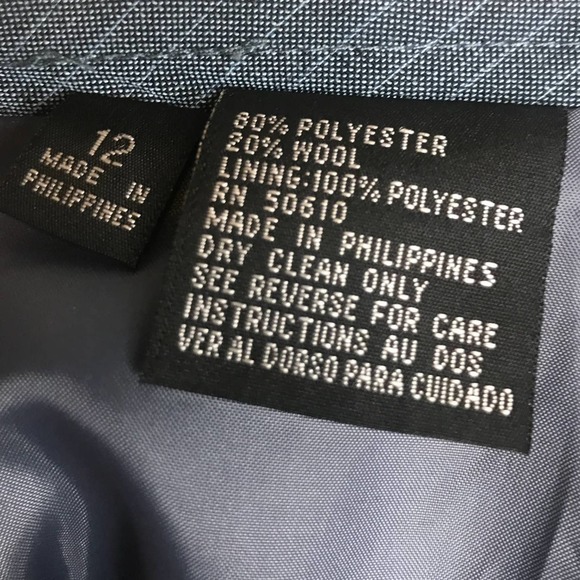 12
MADE IN
PHILIPPINES
80% POLYESTER
20% WOOL
LINING:100% POLYESTER
RN 50610
MADE IN PHILIPPINES
DRY CLEAN ONLY
SEE REVERSE FOR CARE
INSTRUCTIONS AU DOS
VER AL DORSO PARA CUIDADO